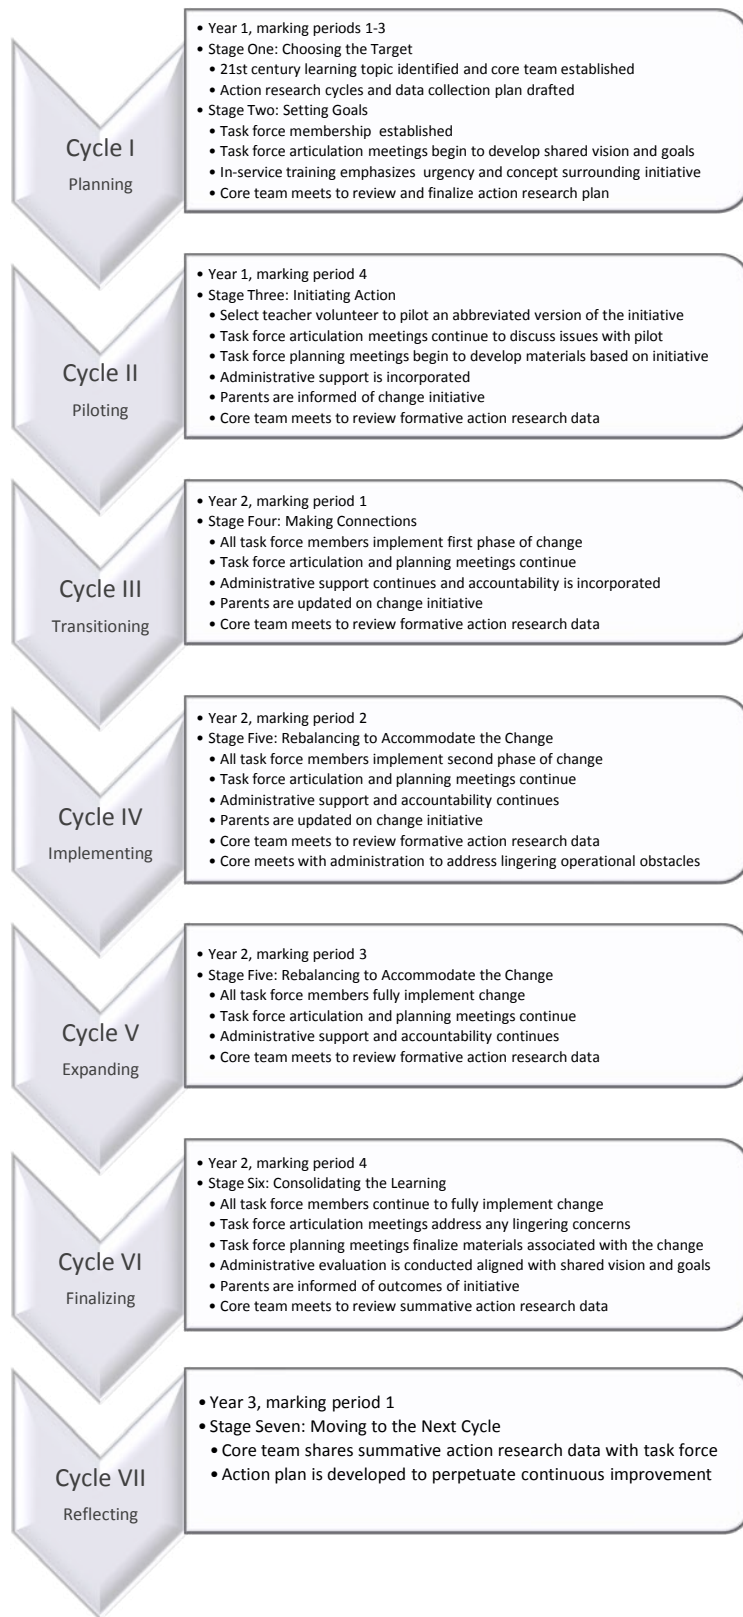 Cycle I
Planning
• Year 1, marking periods 1-3
• Stage One: Choosing the Target
• 21st century learning topic identified and core team established
• Action research cycles and data collection plan drafted
• Stage Two: Setting Goals
• Task force membership established
• Task force articulation meetings begin to develop shared vision and goals
• In-service training emphasizes urgency and concept surrounding initiative
• Core team meets to review and finalize action research plan
Cycle II
Piloting
• Year 1, marking period 4
• Stage Three: Initiating Action
• Select teacher volunteer to pilot an abbreviated version of the initiative
• Task force articulation meetings continue to discuss issues with pilot
• Task force planning meetings begin to develop materials based on initiative
• Administrative support is incorporated
• Parents are informed of change initiative
• Core team meets to review formative action research data
Cycle III
Transitioning
• Year 2, marking period 1
• Stage Four: Making Connections
• All task force members implement first phase of change
• Task force articulation and planning meetings continue
• Administrative support continues and accountability is incorporated
• Parents are updated on change initiative
• Core team meets to review formative action research data
Cycle IV
Implementing
• Year 2, marking period 2
• Stage Five: Rebalancing to Accommodate the Change
• All task force members implement second phase of change
• Task force articulation and planning meetings continue
• Administrative support and accountability continues
• Parents are updated on change initiative
• Core team meets to review formative action research data
• Core meets with administration to address lingering operational obstacles
Cycle V
Expanding
• Year 2, marking period 3
• Stage Five: Rebalancing to Accommodate the Change
• All task force members fully implement change
• Task force articulation and planning meetings continue
• Administrative support and accountability continues
• Core team meets to review formative action research data
Cycle VI
Finalizing
• Year 2, marking period 4
• Stage Six: Consolidating the Learning
• All task force members continue to fully implement change
• Task force articulation meetings address any lingering concerns
• Task force planning meetings finalize materials associated with the change
• Administrative evaluation is conducted aligned with shared vision and goals
• Parents are informed of outcomes of initiative
• Core team meets to review summative action research data
Cycle VII
Reflecting
• Year 3, marking period 1
• Stage Seven: Moving to the Next Cycle
• Core team shares summative action research data with task force
• Action plan is developed to perpetuate continuous improvement